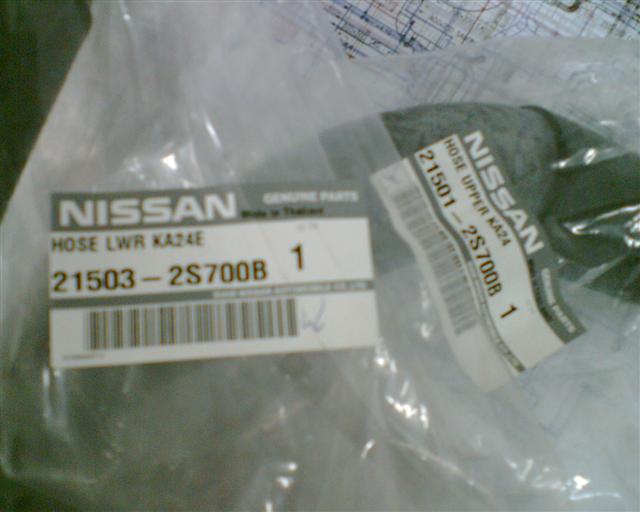 NISSAN
GENUINE PARTS
Made in Thailand
HOSE LWR KA24E
1
21503-2S700B
NISSAN
HOSE UPPER KA24
21501-2S700B 1